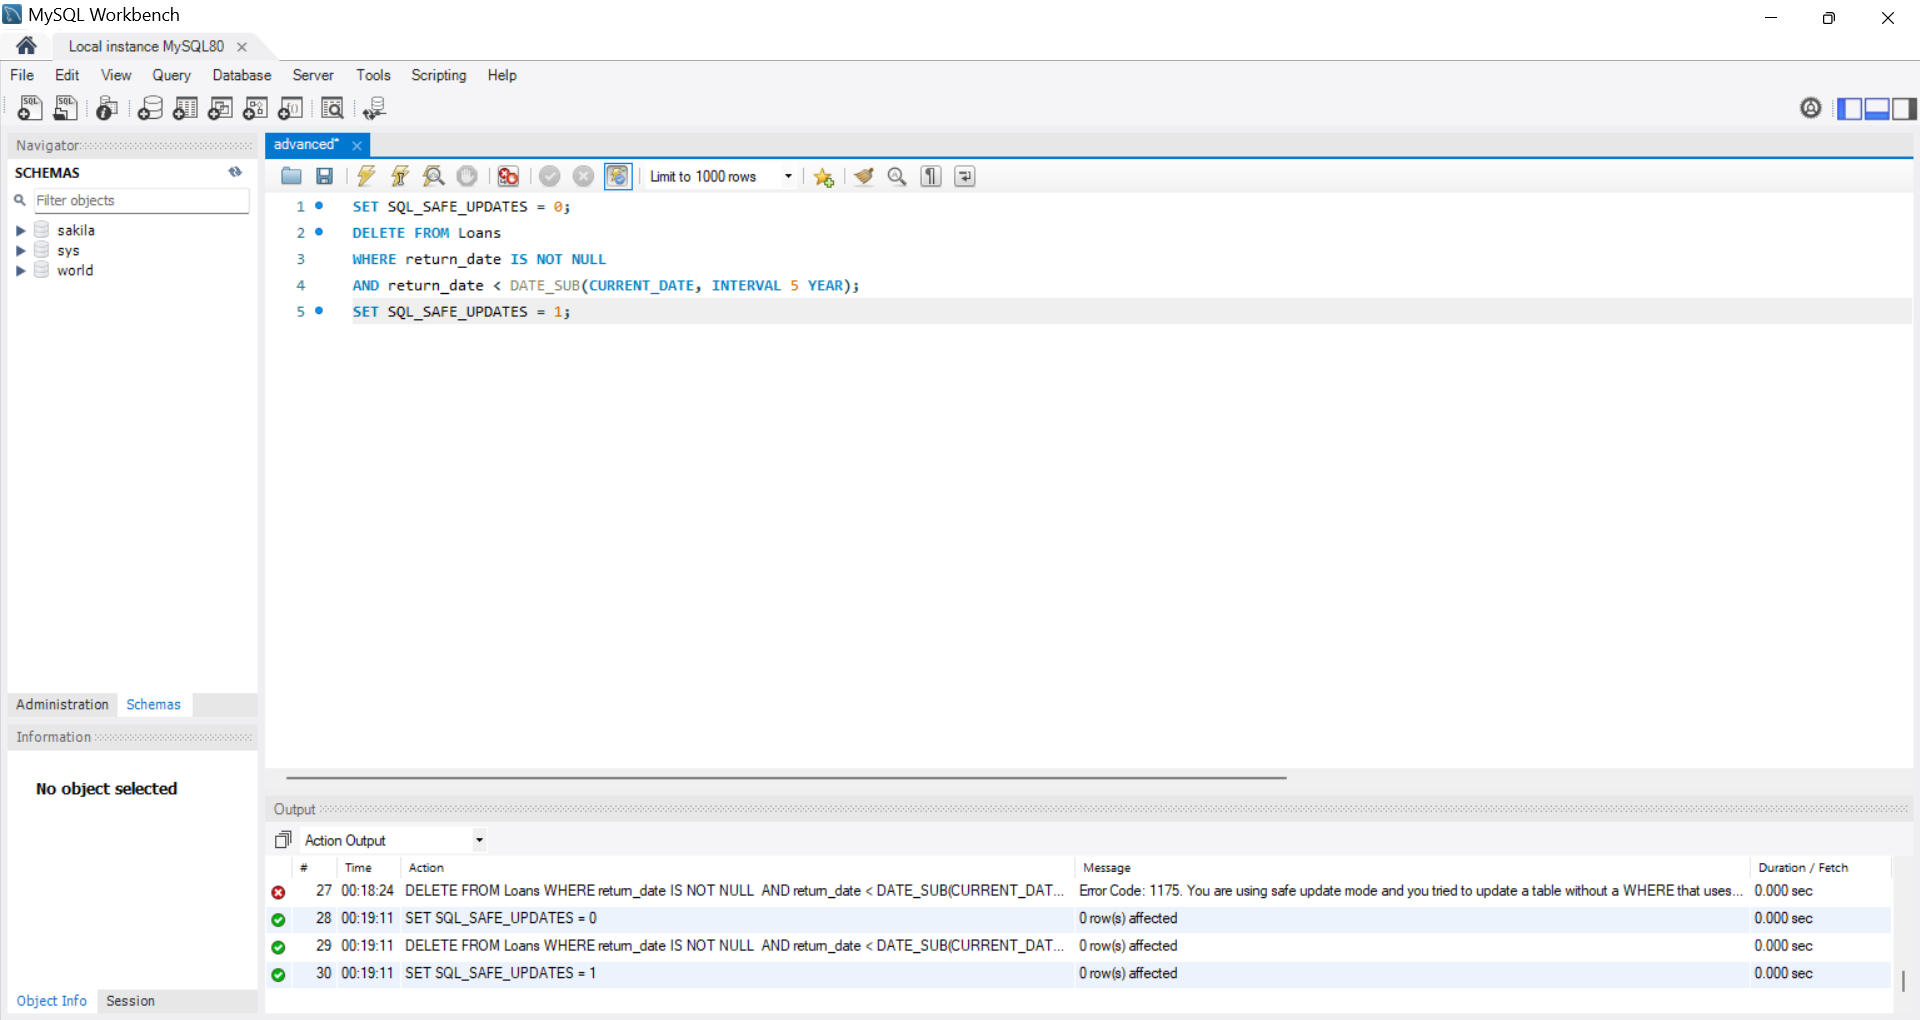 MySQL Workbench
Local instance MySQL80
File Edit View Query Database Server Tools Scripting Help
Navigator
SCHEMAS
Filter objects
sakila
sys
world
Administration Schemas
Information
No object selected
Object Info Session
advanced*
Limit to 1000 rows
1 SET SQL_SAFE_UPDATES = 0;
2 DELETE FROM Loans
3 WHERE return_date IS NOT NULL
4 AND return_date < DATE_SUB(CURRENT_DATE, INTERVAL 5 YEAR);
5 SET SQL_SAFE_UPDATES = 1;
Output
Action Output
# Time Action Message Duration / Fetch
27 00:18:24 DELETE FROM Loans WHERE return_date IS NOT NULL AND return_date < DATE_SUB(CURRENT_DAT... Error Code: 1175. You are using safe update mode and you tried to update a table without a WHERE that uses... 0.000 sec
28 00:19:11 SET SQL_SAFE_UPDATES = 0 0 row(s) affected 0.000 sec
29 00:19:11 DELETE FROM Loans WHERE return_date IS NOT NULL AND return_date < DATE_SUB(CURRENT_DAT... 0 row(s) affected 0.000 sec
30 00:19:11 SET SQL_SAFE_UPDATES = 1 0 row(s) affected 0.000 sec